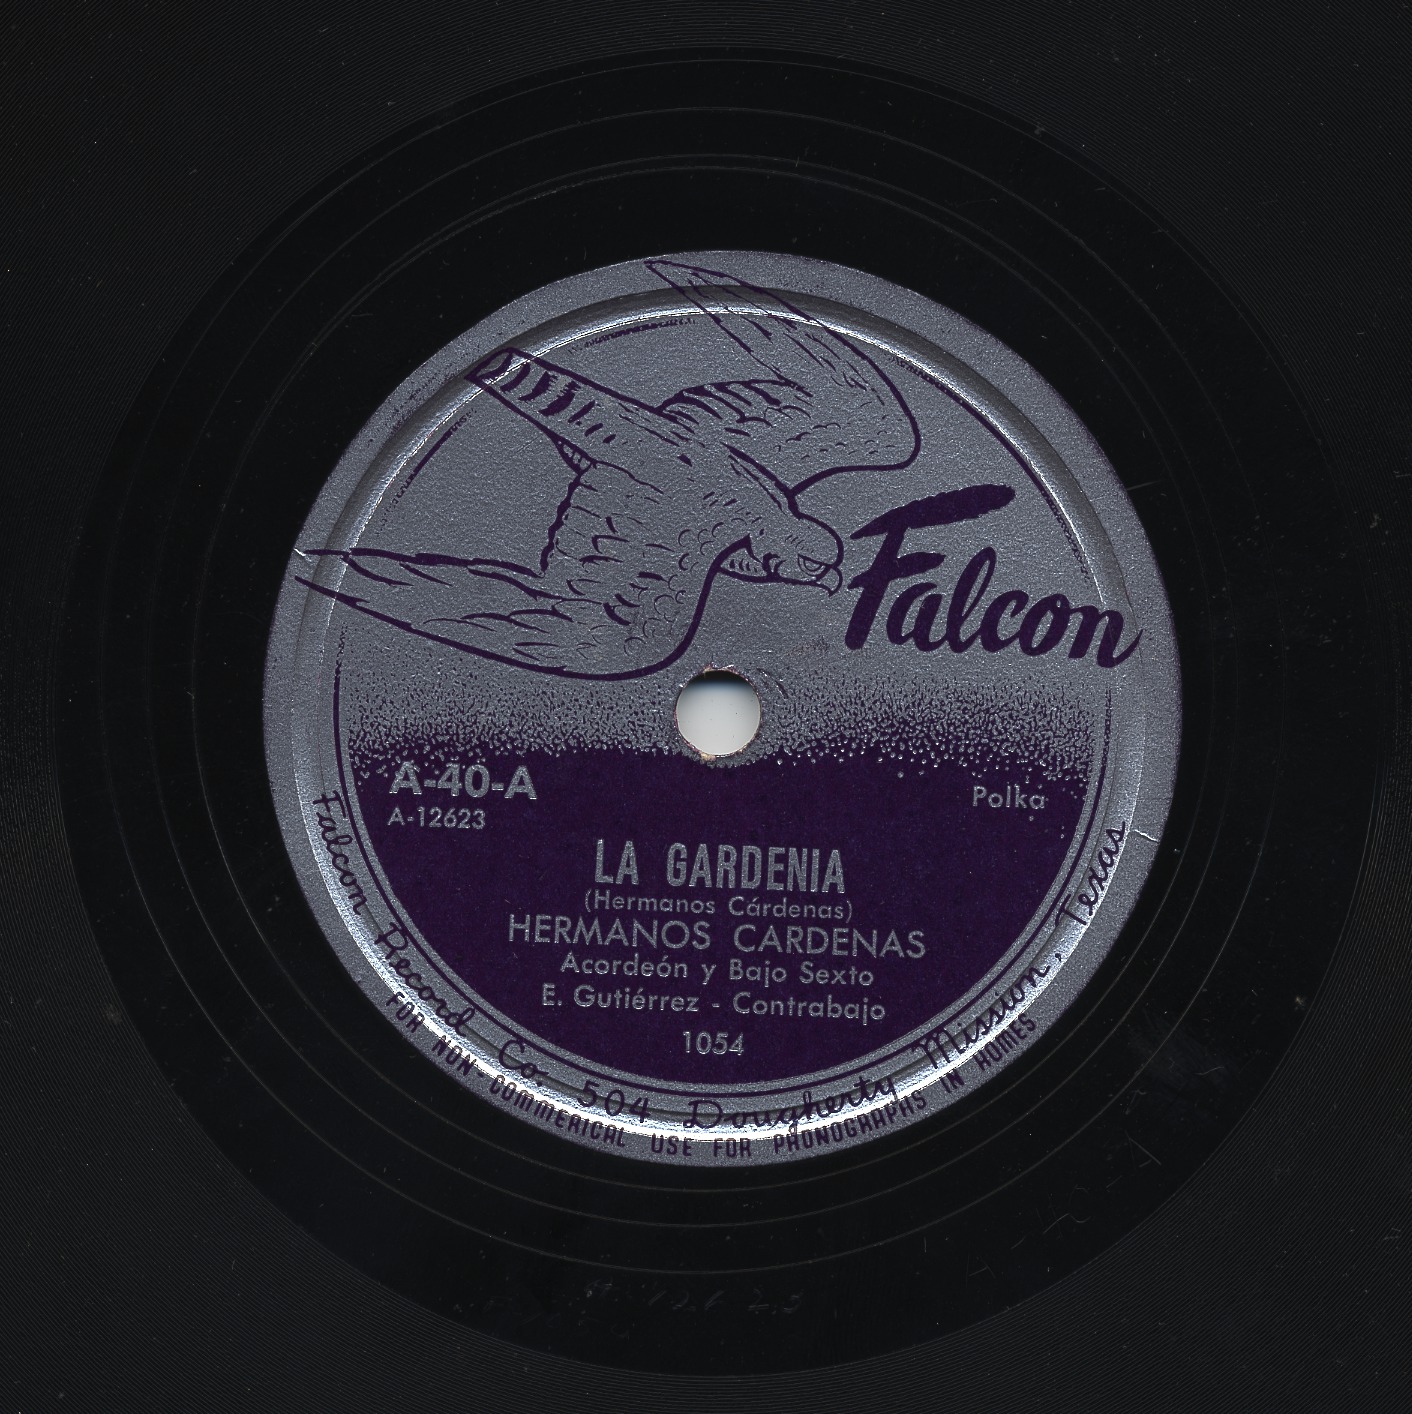 Falcon
A-40-A
A-12623
Polka
LA GARDENIA
(Hermanos Cárdenas)
HERMANOS CARDENAS
Acordeón y Bajo Sexto
E. Gutiérrez - Contrabajo
1054
Falcon Record Co. 504 Dougherty Mission, Texas
FOR NON-COMMERICAL USE FOR PHONOGRAPHS IN HOMES